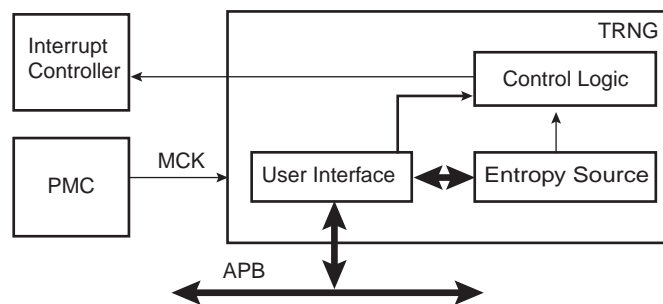 TRNG
Interrupt
Controller
Control Logic
MCK
PMC
User Interface
Entropy Source
APB